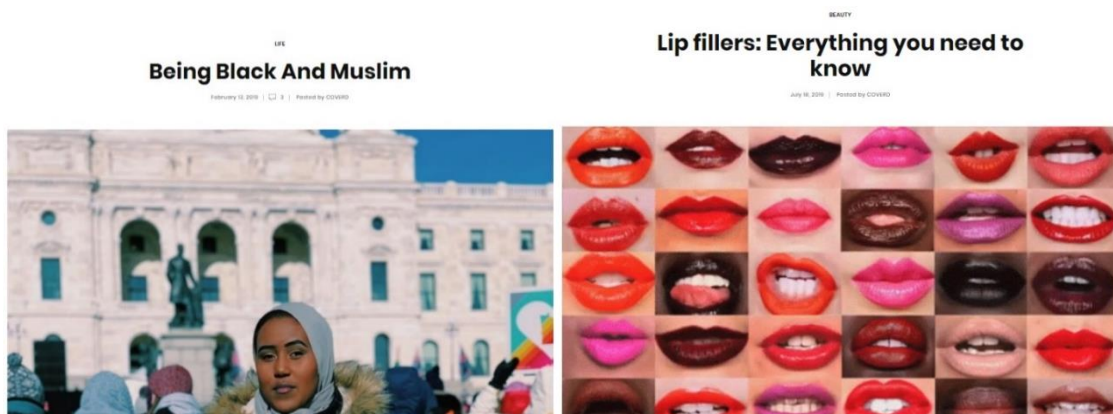 LIFE
Being Black And Muslim
February 12, 2019 | 3 | Posted by COVERD
BEAUTY
Lip fillers: Everything you need to
know
July 18, 2019 | Posted by COVERD